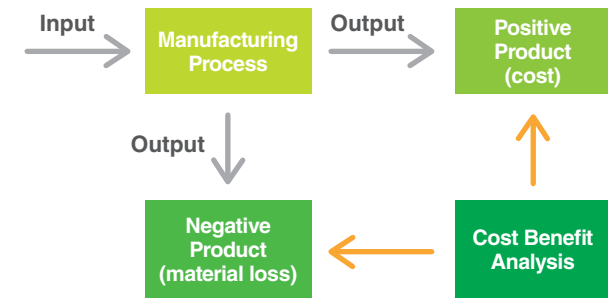 Input
Manufacturing
Process
Output
Positive
Product
(cost)
Output
Negative
Product
(material loss)
Cost Benefit
Analysis